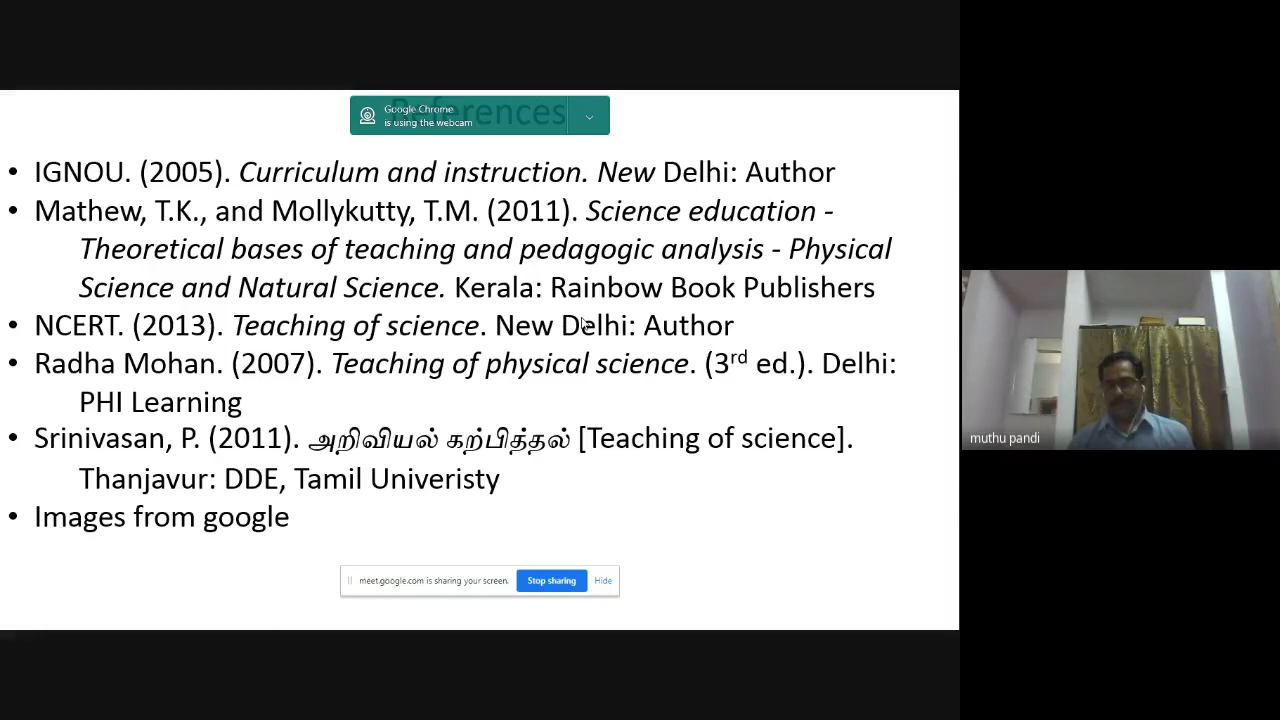 References
Google Chrome
is using the webcam
• IGNOU. (2005). Curriculum and instruction. New Delhi: Author
• Mathew, T.K., and Mollykutty, T.M. (2011). Science education -
Theoretical bases of teaching and pedagogic analysis - Physical
Science and Natural Science. Kerala: Rainbow Book Publishers
• NCERT. (2013). Teaching of science. New Delhi: Author
• Radha Mohan. (2007). Teaching of physical science. (3rd ed.). Delhi:
PHI Learning
• Srinivasan, P. (2011). அறிவியல் கற்பித்தல் [Teaching of science].
Thanjavur: DDE, Tamil Univeristy
• Images from google
meet.google.com is sharing your screen. Stop sharing Hide
muthu pandi